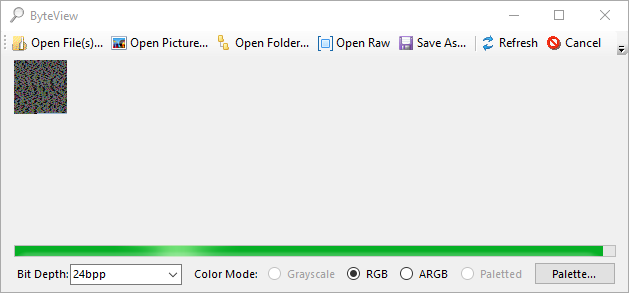 ByteView
Open File(s)... Open Picture... Open Folder... Open Raw Save As... Refresh Cancel
Bit Depth: 24bpp Color Mode: Grayscale RGB ARGB Paletted Palette...